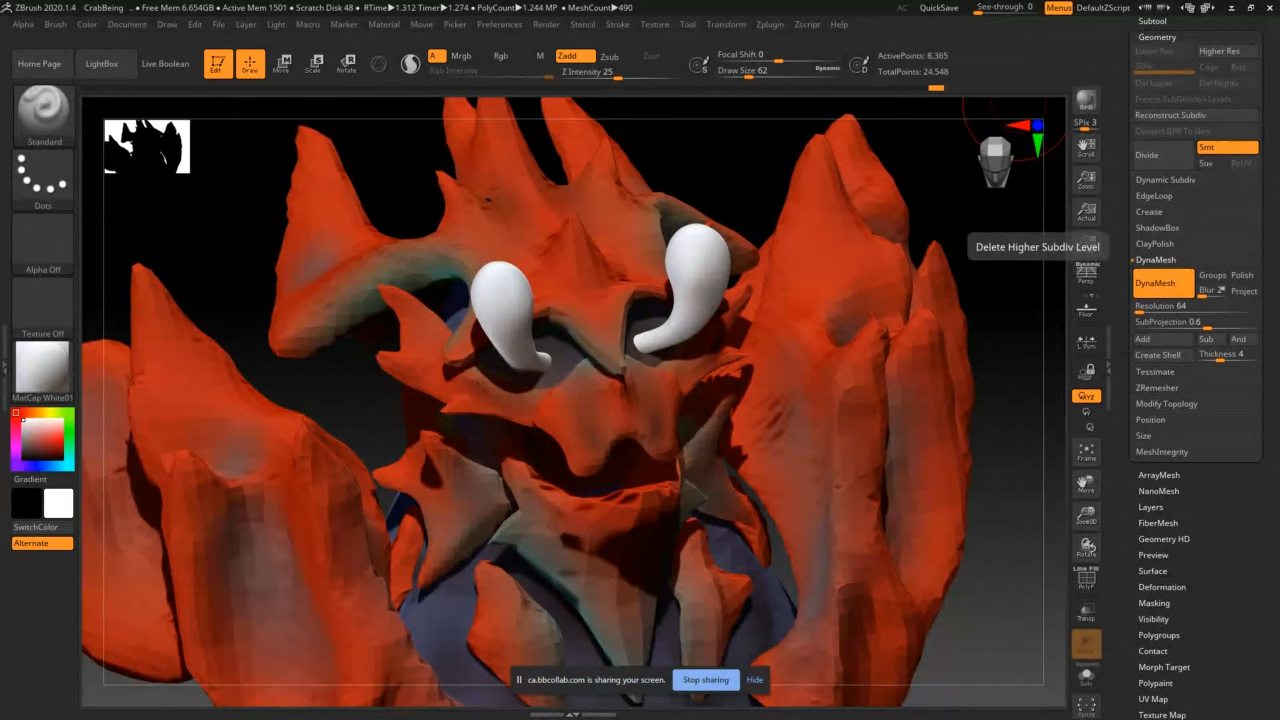 ZBrush 2020.1.4 CrabBeing .. • Free Mem 6.654GB • Active Mem 1501 • Scratch Disk 48 • RTime►1.312 Timer►1.274 • PolyCount►1.244 MP • MeshCount►490
AC QuickSave See-through 0 Menus DefaultZScript
Alpha Brush Color Document Draw Edit File Layer Light Macro Marker Material Movie Picker Preferences Render Stencil Stroke Texture Tool Transform Zplugin Zscript Help
Home Page
LightBox
Live Boolean
Edit
Draw
Move
Scale
Rotate
A Mrgb Rgb M
Rgb Intensity
Zadd Zsub Zcut
Z Intensity 25
Focal Shift 0
Draw Size 62
Dynamic
ActivePoints: 8,365
TotalPoints: 24,548
Standard
Dots
Alpha Off
Texture Off
MatCap White01
Gradient
SwitchColor
Alternate
BPR
SPix 3
Scroll
Zoom
Actual
Dynamic
Persp
Floor
L.Sym
XYZ
Frame
Move
Zoom3D
Rotate
Line Fill
PolyF
Transp
Dynamic
Solo
Xpose
Delete Higher Subdiv Level
Subtool
Geometry
Lower Res Higher Res
SDiv Cage
Del Lower Del Higher
Freeze SubDivision Levels
Reconstruct Subdiv
Convert BPR To Geo
Divide
Smt
Suv ReUV
Dynamic Subdiv
EdgeLoop
Crease
ShadowBox
ClayPolish
DynaMesh
DynaMesh
Groups Polish
Blur 2 Project
Resolution 64
SubProjection 0.6
Add Sub And
Create Shell Thickness 4
Tessimate
ZRemesher
Modify Topology
Position
Size
MeshIntegrity
ArrayMesh
NanoMesh
Layers
FiberMesh
Geometry HD
Preview
Surface
Deformation
Masking
Visibility
Polygroups
Contact
Morph Target
Polypaint
UV Map
Texture Map
ca.bbcollab.com is sharing your screen. Stop sharing Hide